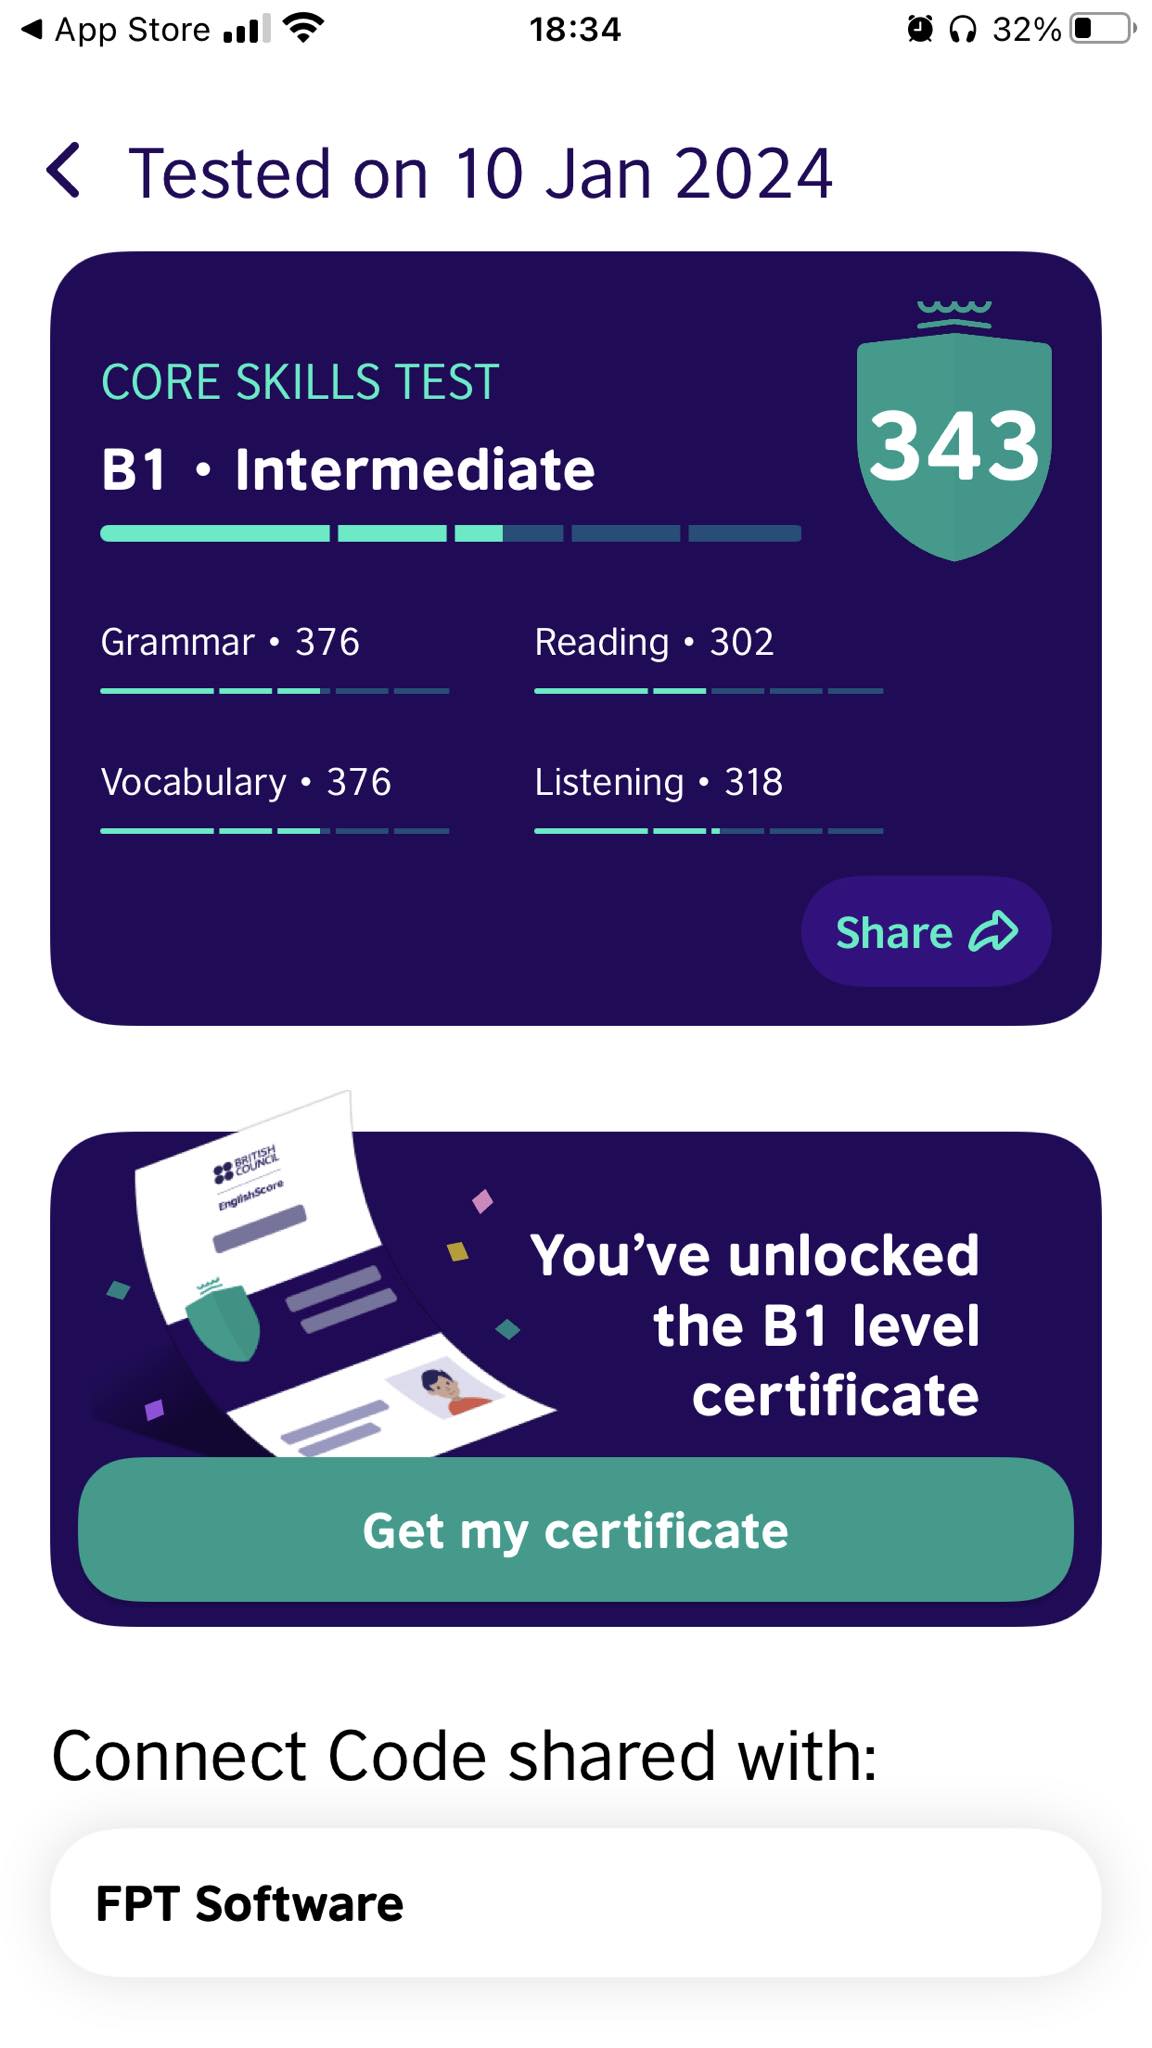 App Store
18:34
32%
Tested on 10 Jan 2024
CORE SKILLS TEST
B1 • Intermediate
343
Grammar • 376
Reading • 302
Vocabulary • 376
Listening • 318
Share
BRITISH
COUNCIL
EnglishScore
You’ve unlocked
the B1 level
certificate
Get my certificate
Connect Code shared with:
FPT Software